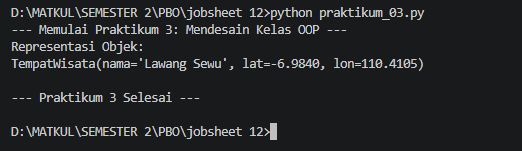 D:\MATKUL\SEMESTER 2\PBO\jobsheet 12>python praktikum_03.py
--- Memulai Praktikum 3: Mendesain Kelas OOP ---
Representasi Objek:
TempatWisata(nama='Lawang Sewu', lat=-6.9840, lon=110.4105)
--- Praktikum 3 Selesai ---
D:\MATKUL\SEMESTER 2\PBO\jobsheet 12>